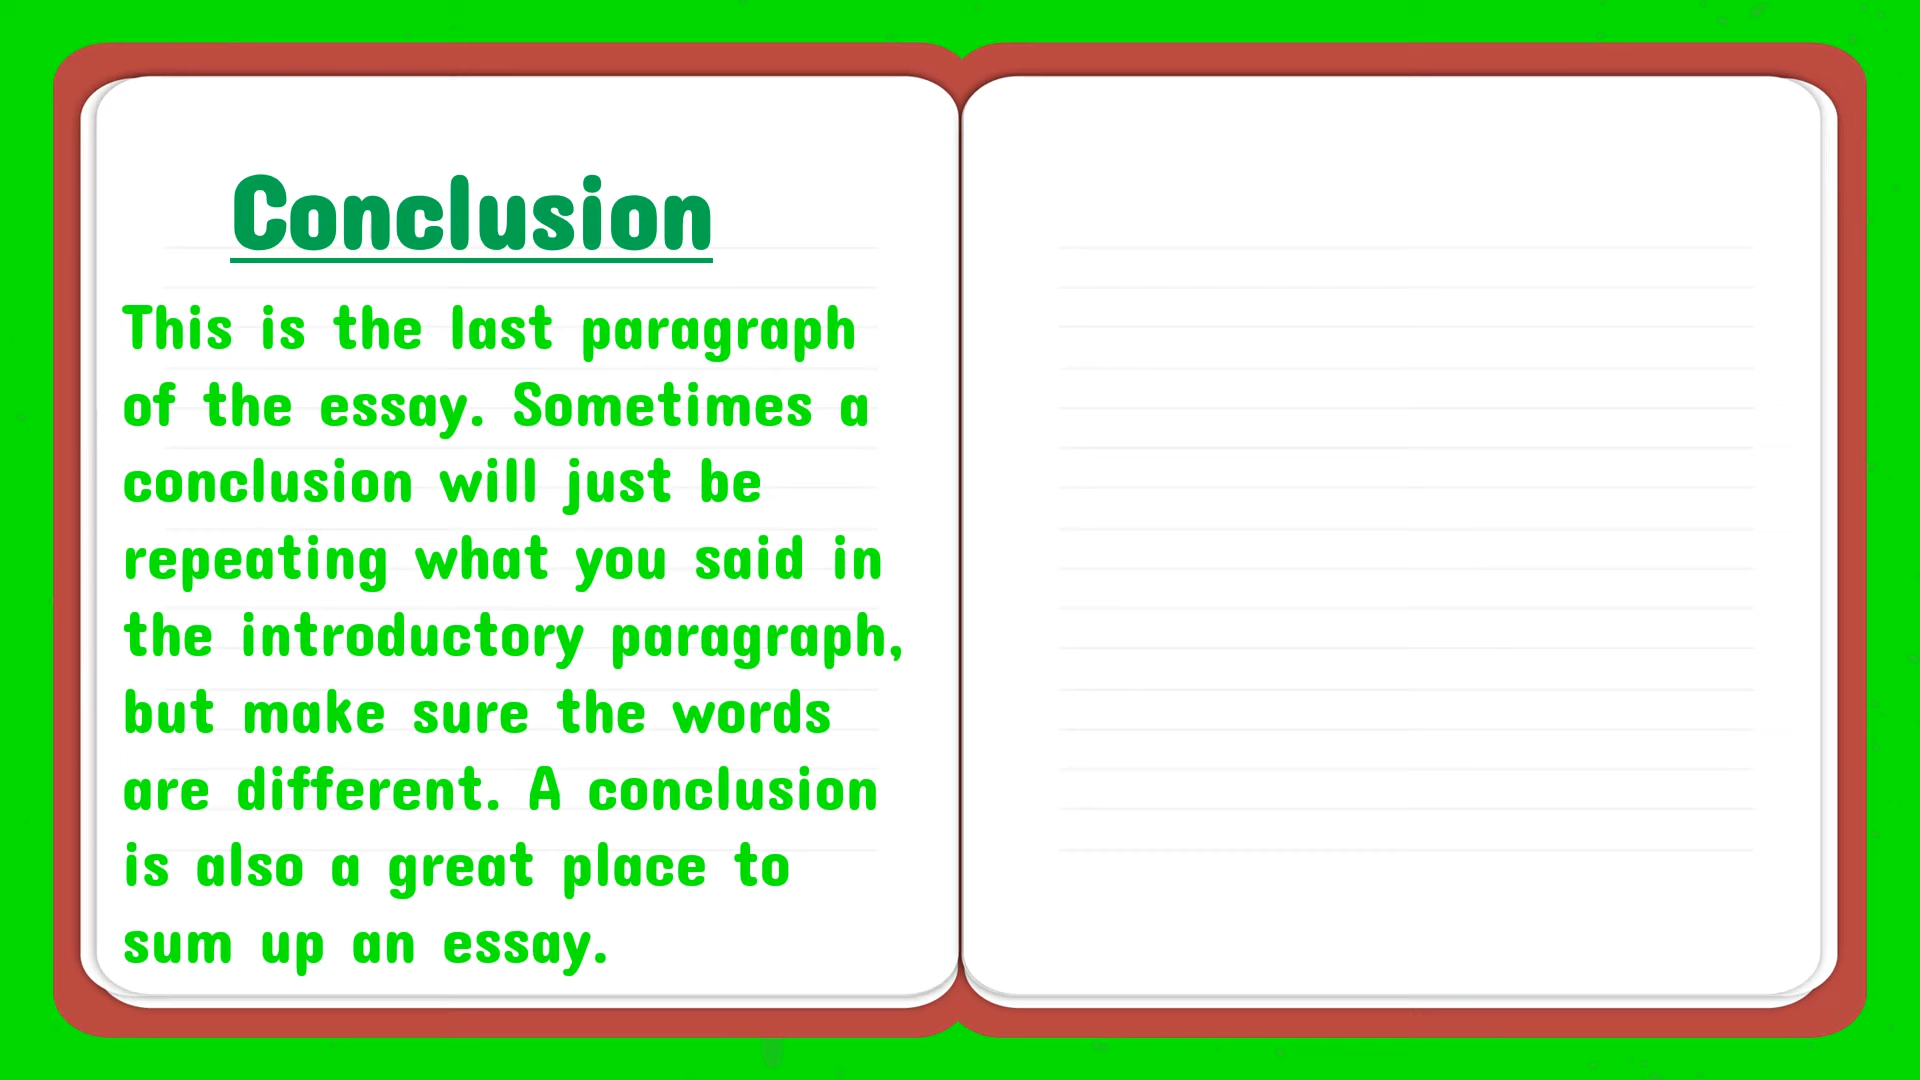 Conclusion
This is the last paragraph
of the essay. Sometimes a
conclusion will just be
repeating what you said in
the introductory paragraph,
but make sure the words
are different. A conclusion
is also a great place to
sum up an essay.